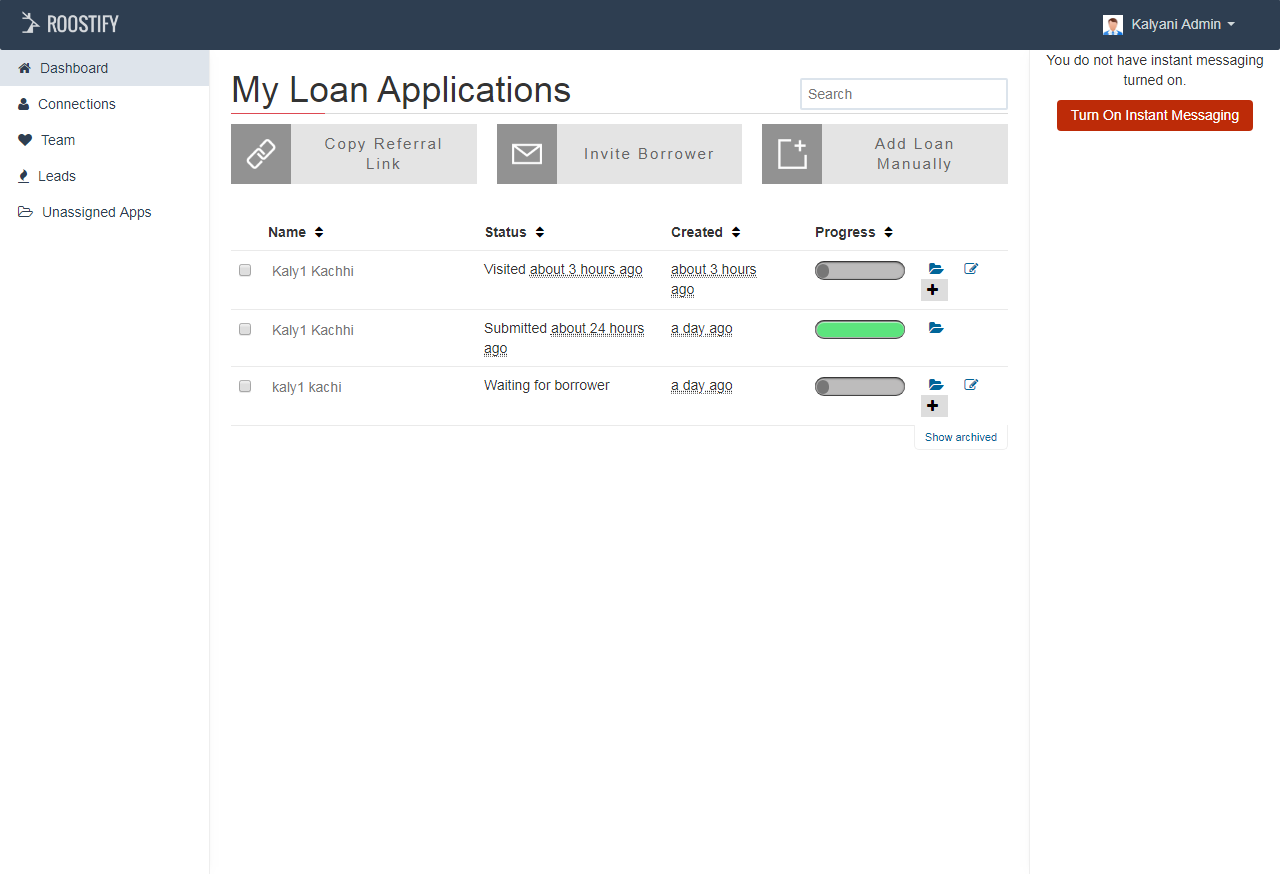 ROOSTIFY
Kalyani Admin
Dashboard
Connections
Team
Leads
Unassigned Apps
My Loan Applications
Search
Copy Referral
Link
Invite Borrower
Add Loan
Manually
Name Status Created Progress
Kaly1 Kachhi Visited about 3 hours ago about 3 hours
ago
Kaly1 Kachhi Submitted about 24 hours a day ago
ago
kaly1 kachi Waiting for borrower a day ago
Show archived
You do not have instant messaging
turned on.
Turn On Instant Messaging